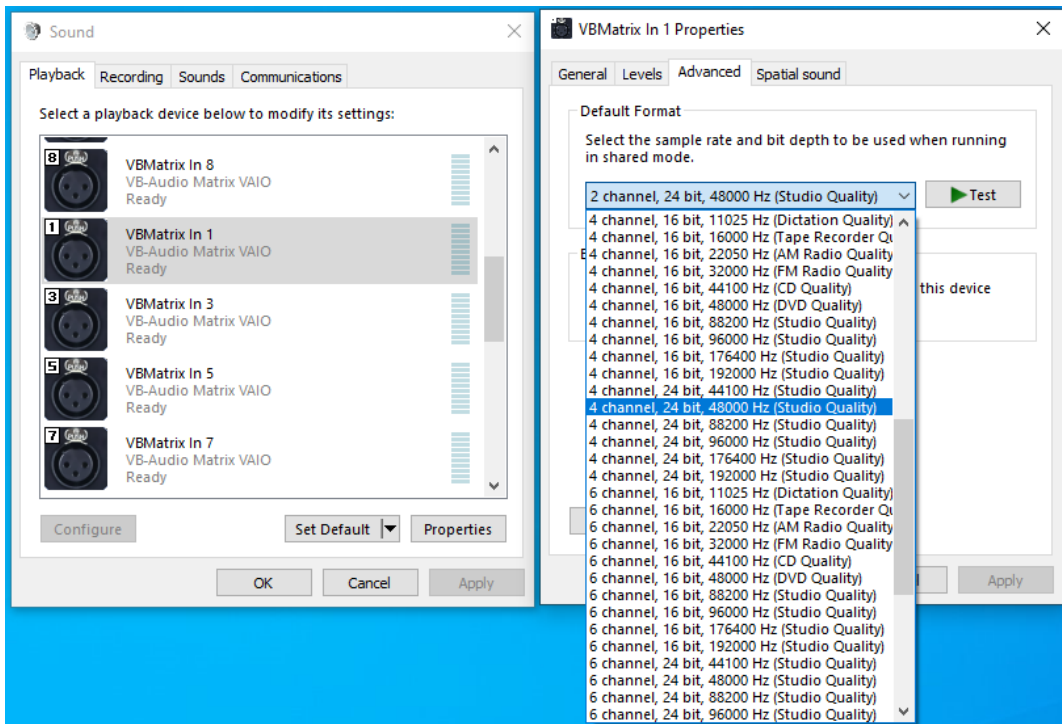 Sound
Playback Recording Sounds Communications
Select a playback device below to modify its settings:
8
VBMatrix In 8
VB-Audio Matrix VAIO
Ready
1
VBMatrix In 1
VB-Audio Matrix VAIO
Ready
3
VBMatrix In 3
VB-Audio Matrix VAIO
Ready
5
VBMatrix In 5
VB-Audio Matrix VAIO
Ready
7
VBMatrix In 7
VB-Audio Matrix VAIO
Ready
Configure Set Default Properties
OK Cancel Apply
VBMatrix In 1 Properties
General Levels Advanced Spatial sound
Default Format
Select the sample rate and bit depth to be used when running
in shared mode.
2 channel, 24 bit, 48000 Hz (Studio Quality) Test
4 channel, 16 bit, 11025 Hz (Dictation Quality)
4 channel, 16 bit, 16000 Hz (Tape Recorder Qu
4 channel, 16 bit, 22050 Hz (AM Radio Quality
4 channel, 16 bit, 32000 Hz (FM Radio Quality
4 channel, 16 bit, 44100 Hz (CD Quality)
4 channel, 16 bit, 48000 Hz (DVD Quality)
4 channel, 16 bit, 88200 Hz (Studio Quality)
4 channel, 16 bit, 96000 Hz (Studio Quality)
4 channel, 16 bit, 176400 Hz (Studio Quality)
4 channel, 16 bit, 192000 Hz (Studio Quality)
4 channel, 24 bit, 44100 Hz (Studio Quality)
4 channel, 24 bit, 48000 Hz (Studio Quality)
4 channel, 24 bit, 88200 Hz (Studio Quality)
4 channel, 24 bit, 96000 Hz (Studio Quality)
4 channel, 24 bit, 176400 Hz (Studio Quality)
4 channel, 24 bit, 192000 Hz (Studio Quality)
6 channel, 16 bit, 11025 Hz (Dictation Quality)
6 channel, 16 bit, 16000 Hz (Tape Recorder Qu
6 channel, 16 bit, 22050 Hz (AM Radio Quality
6 channel, 16 bit, 32000 Hz (FM Radio Quality
6 channel, 16 bit, 44100 Hz (CD Quality)
6 channel, 16 bit, 48000 Hz (DVD Quality)
6 channel, 16 bit, 88200 Hz (Studio Quality)
6 channel, 16 bit, 96000 Hz (Studio Quality)
6 channel, 16 bit, 176400 Hz (Studio Quality)
6 channel, 16 bit, 192000 Hz (Studio Quality)
6 channel, 24 bit, 44100 Hz (Studio Quality)
6 channel, 24 bit, 48000 Hz (Studio Quality)
6 channel, 24 bit, 88200 Hz (Studio Quality)
6 channel, 24 bit, 96000 Hz (Studio Quality)
this device
Apply